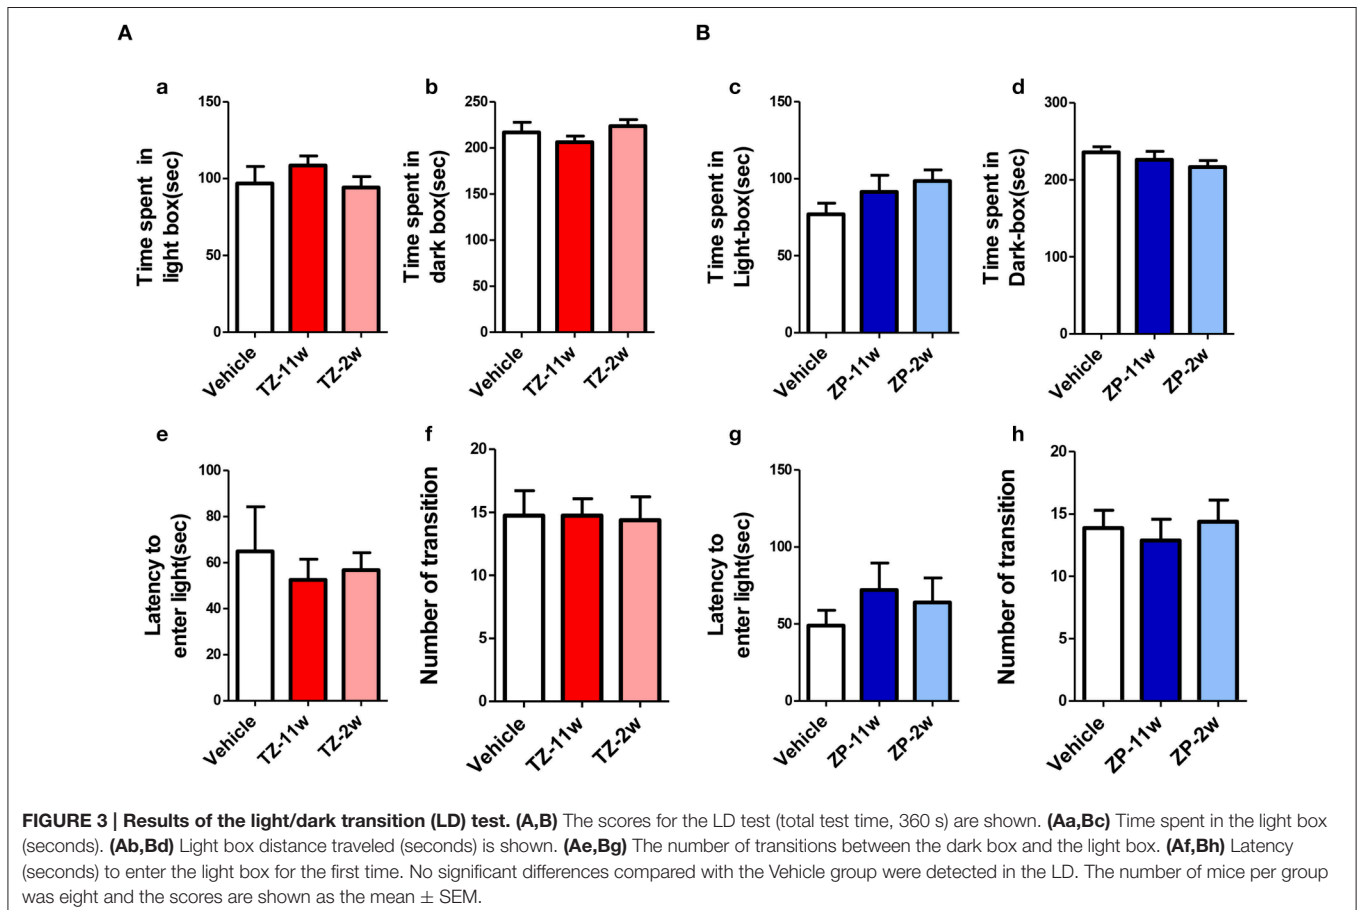 A
B
a
Time spent in
light box(sec)
150
100
50
0
Vehicle
TZ-11w
TZ-2w
b
Time spent in
dark box(sec)
250
200
150
100
50
0
Vehicle
TZ-11w
TZ-2w
c
Time spent in
Light-box(sec)
150
100
50
0
Vehicle
ZP-11w
ZP-2w
d
Time spent in
Dark-box(sec)
300
200
100
0
Vehicle
ZP-11w
ZP-2w
e
Latency to
enter light(sec)
100
80
60
40
20
0
Vehicle
TZ-11w
TZ-2w
f
Number of transition
20
15
10
5
0
Vehicle
TZ-11w
TZ-2w
g
Latency to
enter light(sec)
150
100
50
0
Vehicle
ZP-11w
ZP-2w
h
Number of transition
20
15
10
5
0
Vehicle
ZP-11w
ZP-2w
FIGURE 3 | Results of the light/dark transition (LD) test. (A,B) The scores for the LD test (total test time, 360 s) are shown. (Aa,Bc) Time spent in the light box
(seconds). (Ab,Bd) Light box distance traveled (seconds) is shown. (Ae,Bg) The number of transitions between the dark box and the light box. (Af,Bh) Latency
(seconds) to enter the light box for the first time. No significant differences compared with the Vehicle group were detected in the LD. The number of mice per group
was eight and the scores are shown as the mean ± SEM.